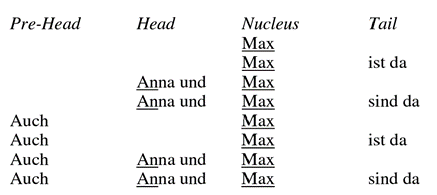 Pre-Head Head Nucleus Tail
Max
Max ist da
Anna und Max
Anna und Max sind da
Auch Max
Auch Max ist da
Auch Anna und Max
Auch Anna und Max sind da